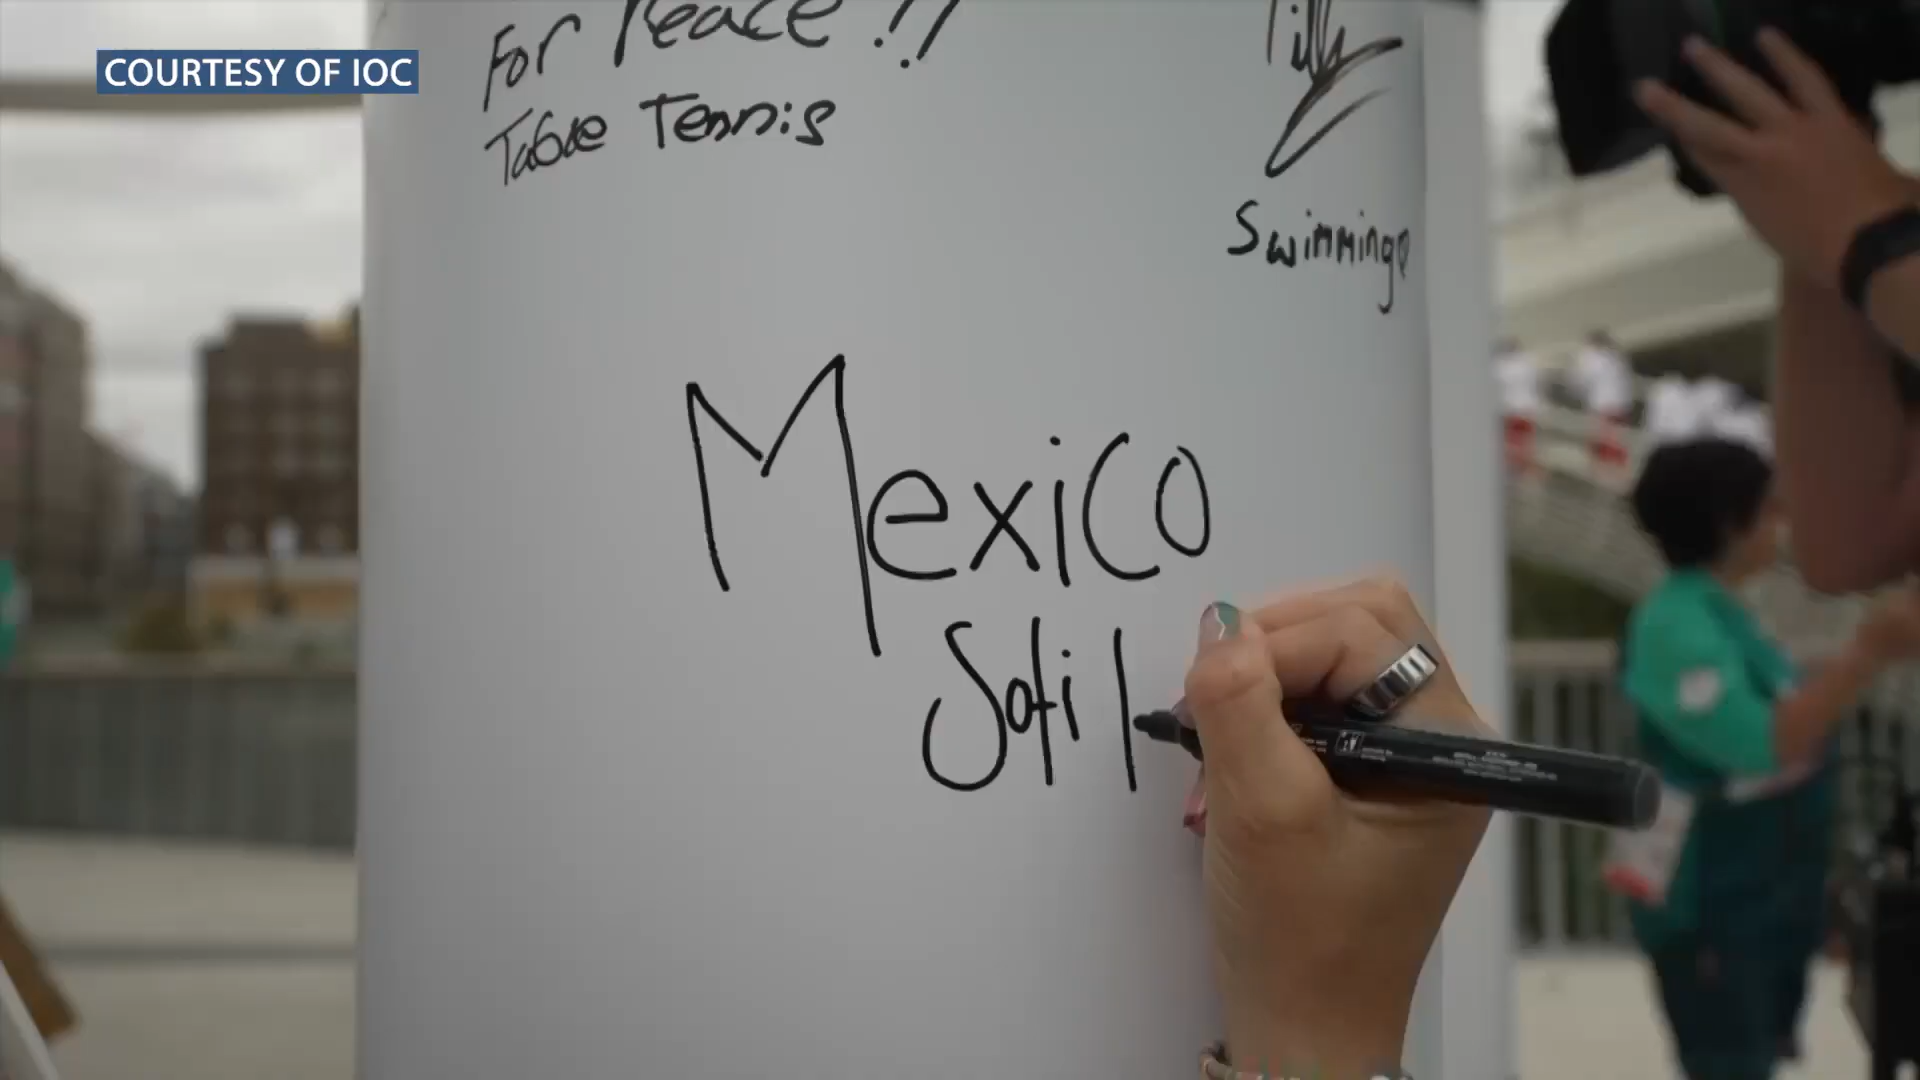 COURTESY OF IOC
For Peace!!
Table Tennis
Swimming
Mexico
Sofi